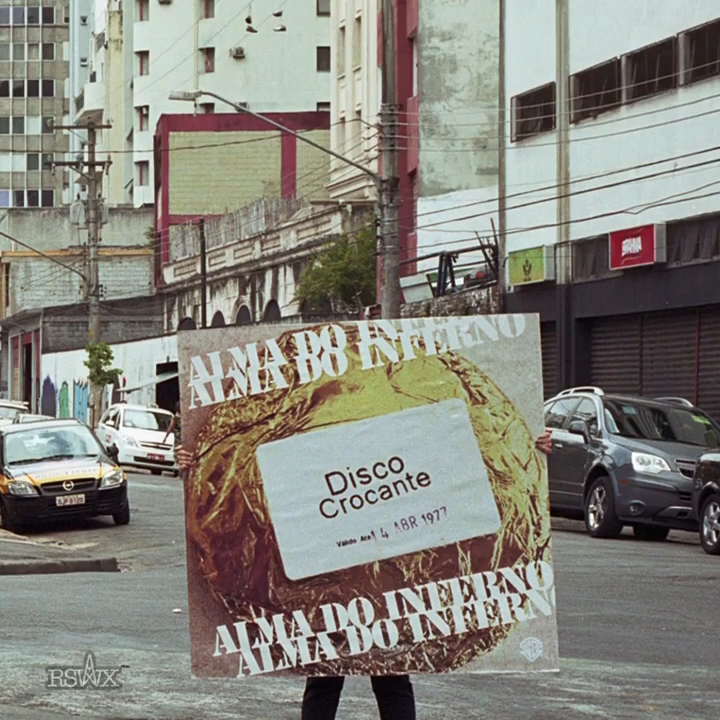 BRAHMA
ALMA DO INFERNO
ALMA DO INFERNO
Disco
Crocante
Válido Até: 14 ABR 1977
ALMA DO INFERNO
ALMA DO INFERNO
RSWX